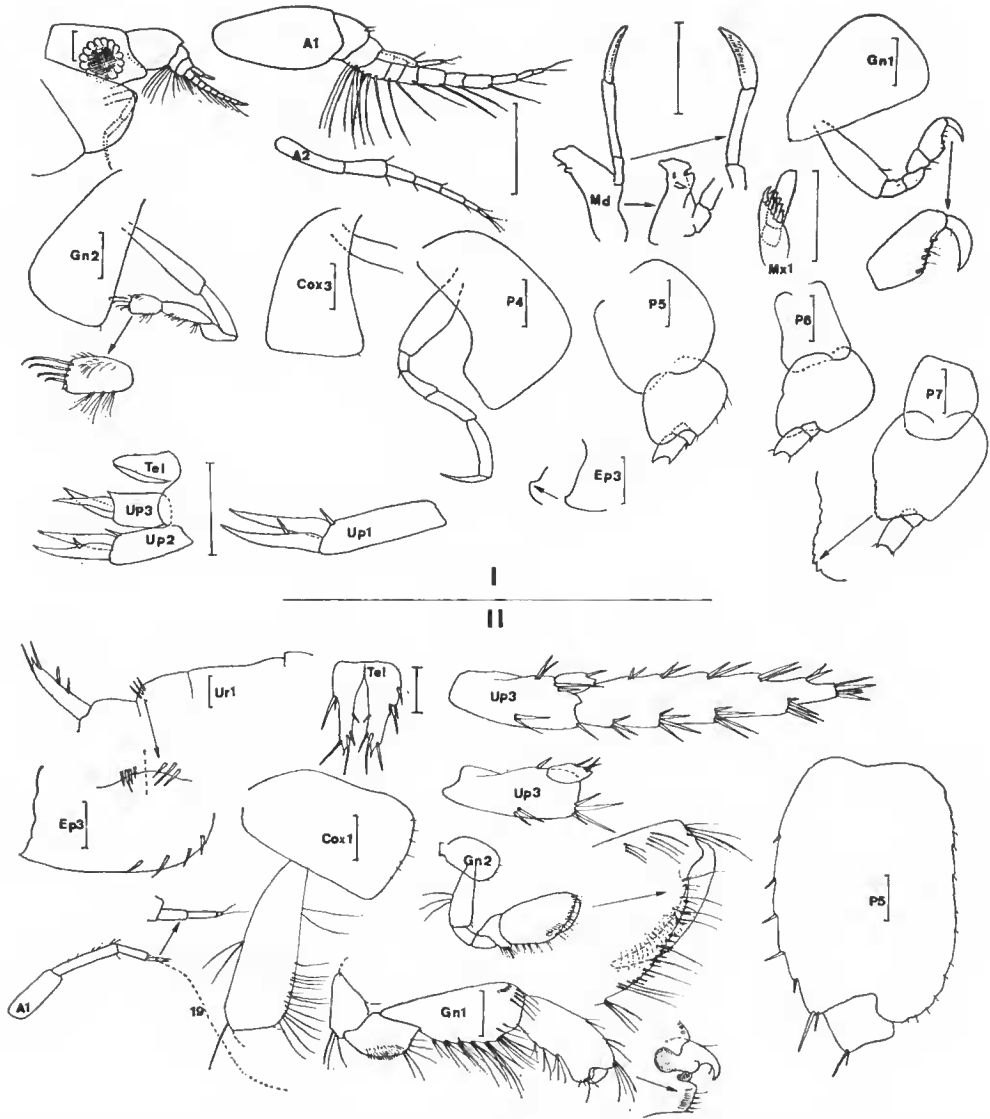 A1
Gn1
A2
Md
Mx1
Gn2
Cox3
P4
P5
P6
P7
Tel
Up3
Up2
Up1
Ep3
I
II
Ur1
Tel
Up3
Up3
Ep3
Cox1
Gn2
P5
A1
19
Gn1